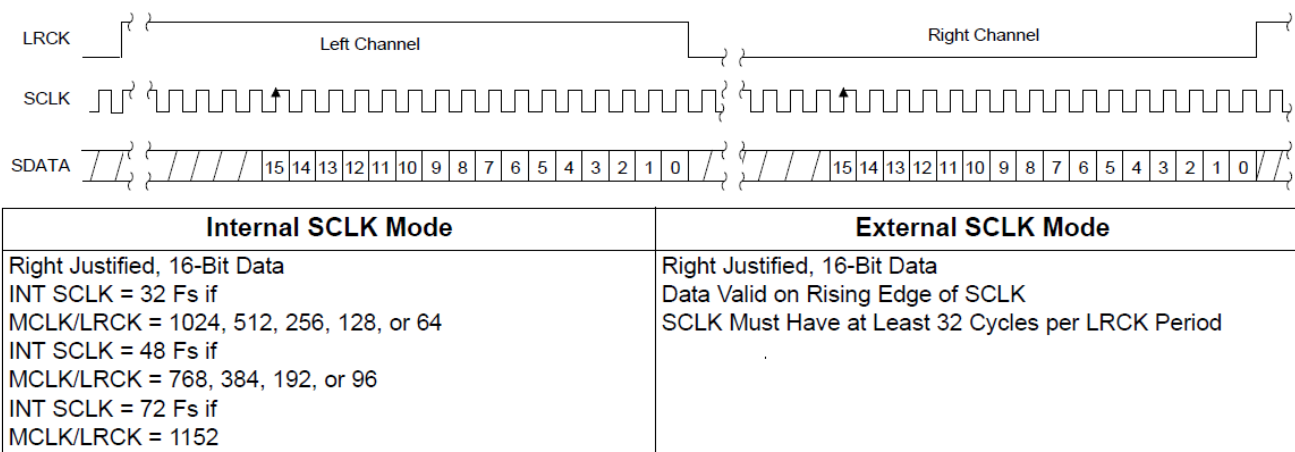 LRCK Left Channel Right Channel
SCLK
SDATA 15 14 13 12 11 10 9 8 7 6 5 4 3 2 1 0 15 14 13 12 11 10 9 8 7 6 5 4 3 2 1 0
Internal SCLK Mode External SCLK Mode
Right Justified, 16-Bit Data
INT SCLK = 32 Fs if
MCLK/LRCK = 1024, 512, 256, 128, or 64
INT SCLK = 48 Fs if
MCLK/LRCK = 768, 384, 192, or 96
INT SCLK = 72 Fs if
MCLK/LRCK = 1152
Right Justified, 16-Bit Data
Data Valid on Rising Edge of SCLK
SCLK Must Have at Least 32 Cycles per LRCK Period